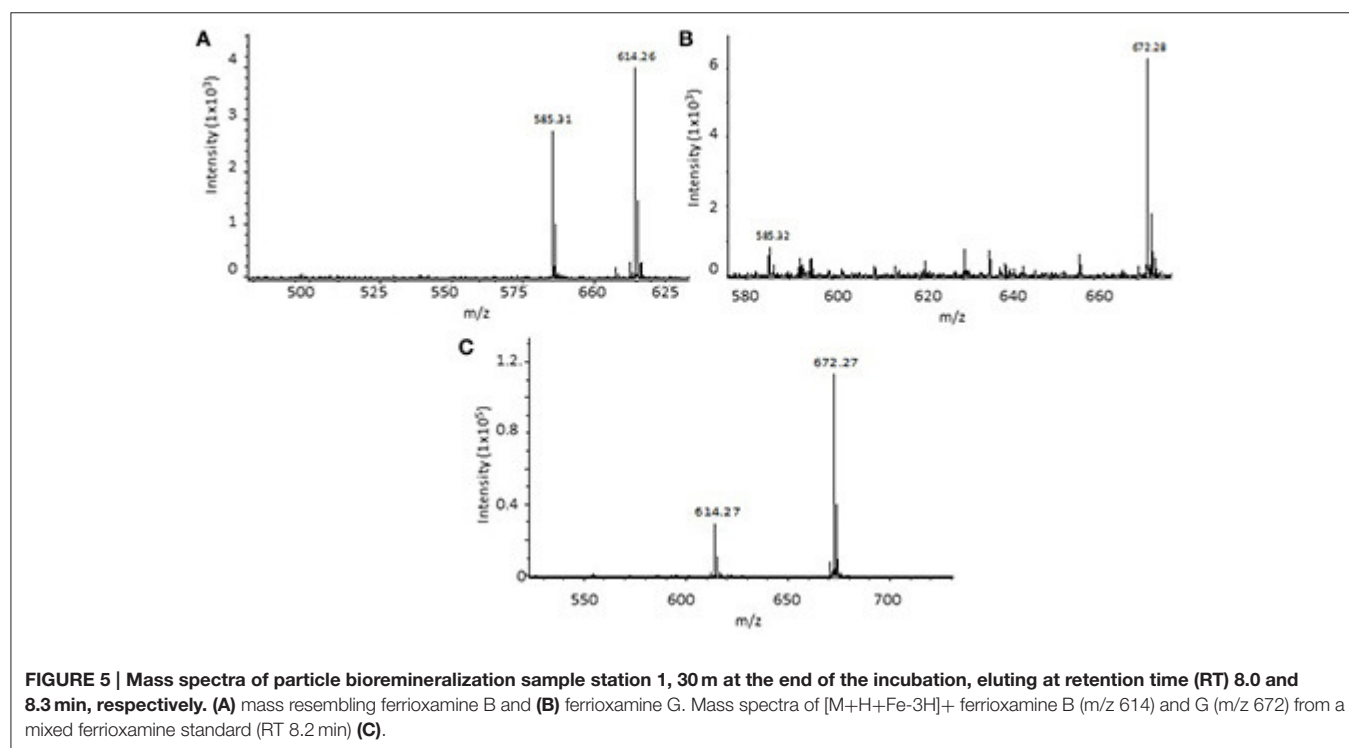 A
Intensity (1x10³)
4
3
2
1
0
585.31
614.26
500 525 550 575 660 625
m/z
B
Intensity (1x10³)
6
4
2
0
585.32
672.28
580 600 620 640 660
m/z
C
Intensity (1x10⁵)
1.2.
0.8
0.4
0
614.27
672.27
550 600 650 700
m/z
FIGURE 5 | Mass spectra of particle bioremineralization sample station 1, 30 m at the end of the incubation, eluting at retention time (RT) 8.0 and
8.3 min, respectively. (A) mass resembling ferrioxamine B and (B) ferrioxamine G. Mass spectra of [M+H+Fe-3H]+ ferrioxamine B (m/z 614) and G (m/z 672) from a
mixed ferrioxamine standard (RT 8.2 min) (C).